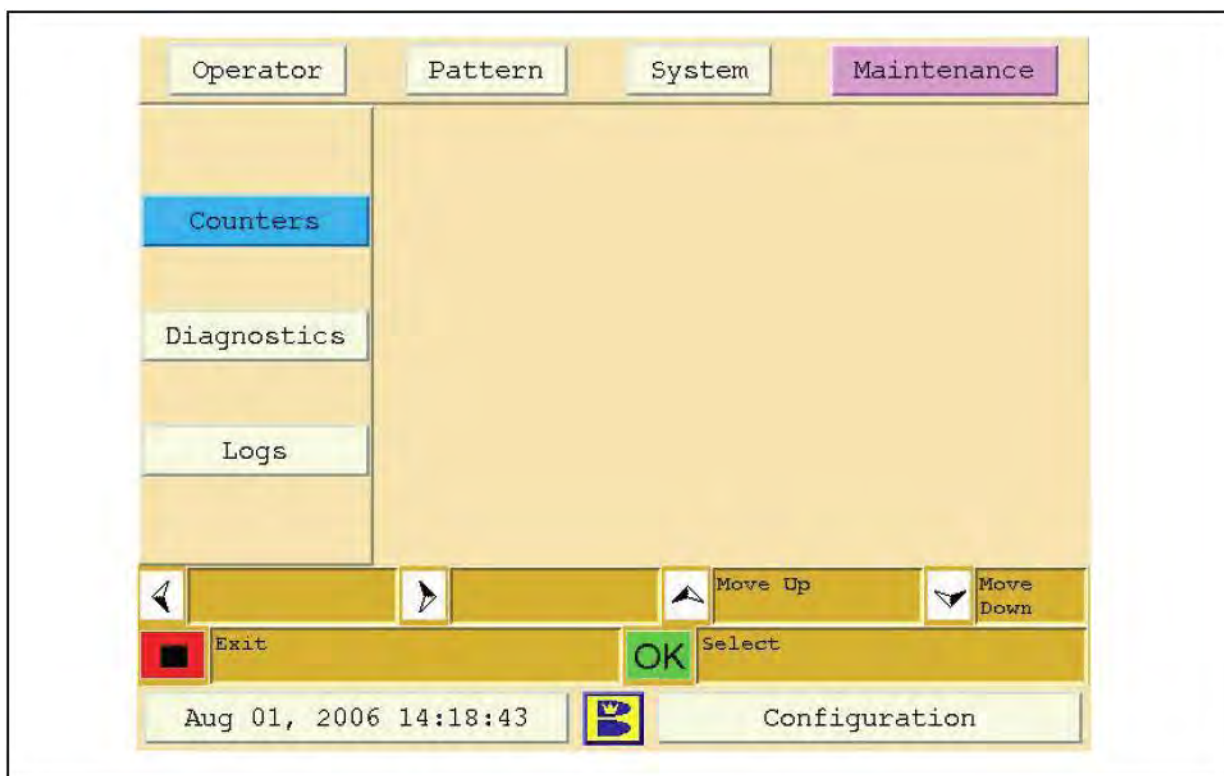 Operator Pattern System Maintenance
Counters
Diagnostics
Logs
Move Up
Move
Down
Exit
OK
Select
Aug 01, 2006 14:18:43
Configuration